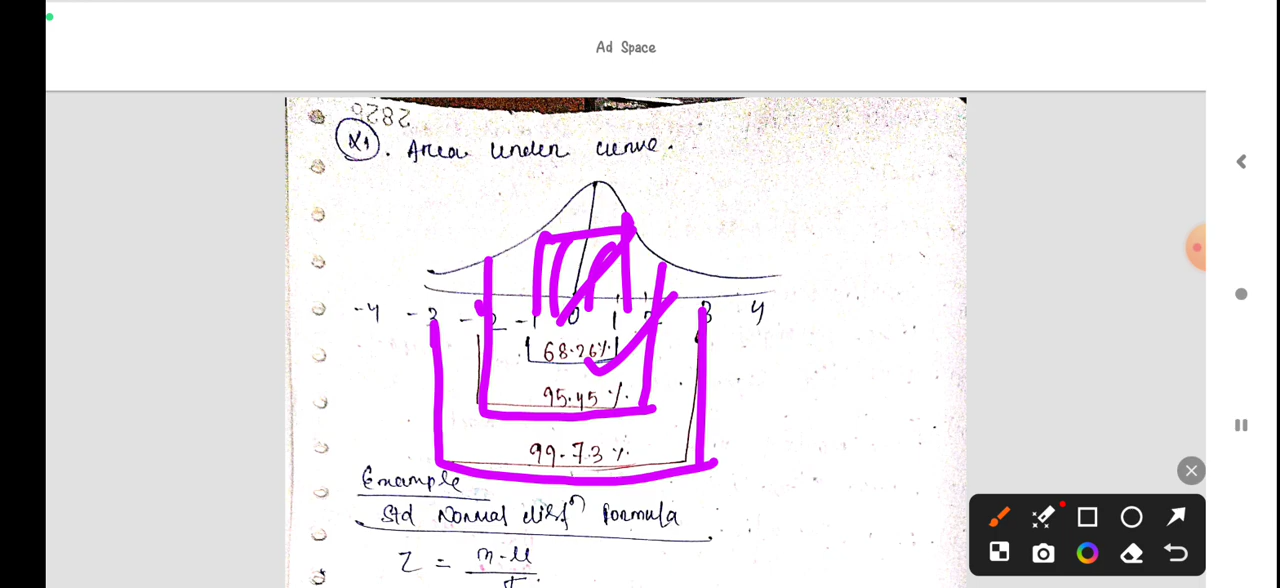 Ad Space
2828
X1. Area under curve.
-4 -3 -2 -1 0 1 2 3 4
68.26%
95.45 %.
99.73 %
Example
Std Normal dist^n Formula
Z = x-μ